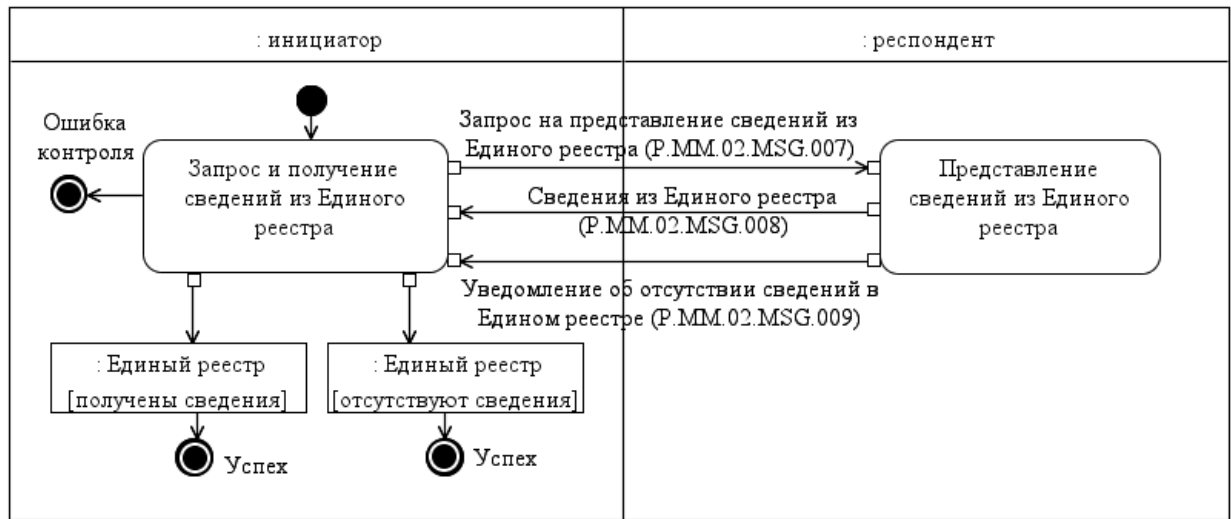 : инициатор
: респондент
Ошибка
контроля
Запрос и получение
сведений из Единого
реестра
Запрос на представление сведений из
Единого реестра (P.MM.02.MSG.007)
Сведения из Единого реестра
(P.MM.02.MSG.008)
Уведомление об отсутствии сведений в
Едином реестре (P.MM.02.MSG.009)
Представление
сведений из Единого
реестра
: Единый реестр
[получены сведения]
: Единый реестр
[отсутствуют сведения]
Успех
Успех